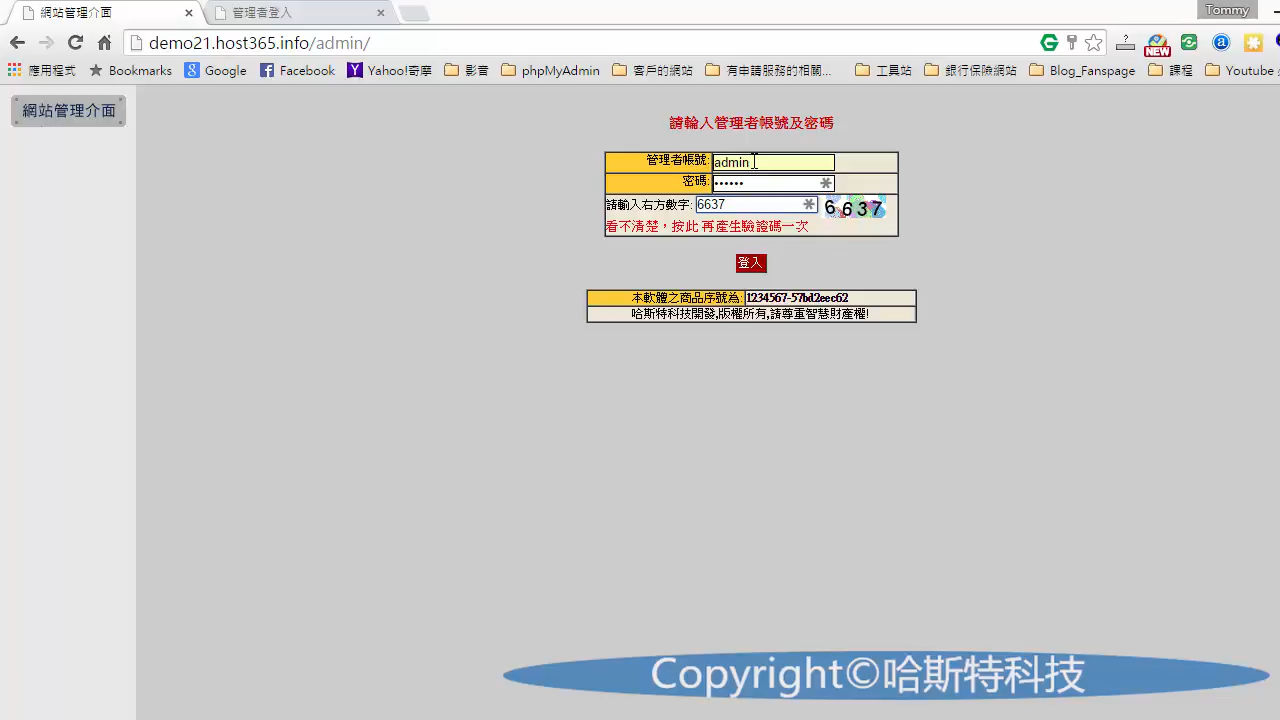 網站管理介面
管理者登入
Tommy
demo21.host365.info/admin/
NEW
應用程式 Bookmarks Google Facebook Yahoo!奇摩 影音 phpMyAdmin 客戶的網站 有申請服務的相關... 工具站 銀行保險網站 Blog_Fanspage 課程 Youtube
網站管理介面
請輸入管理者帳號及密碼
管理者帳號: admin
密碼: ••••••
請輸入右方數字: 6637 6637
看不清楚，按此 再產生驗證碼一次
登入
本軟體之商品序號為: 1234567-57bd2eec62
哈斯特科技開發,版權所有,請尊重智慧財產權!
Copyright©哈斯特科技